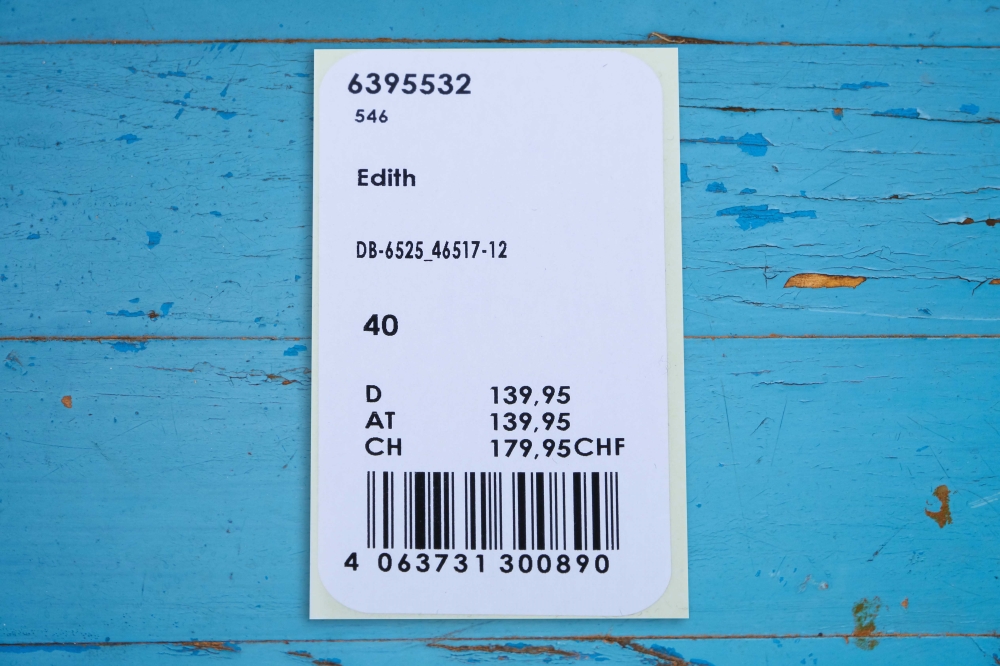 6395532
546
Edith
DB-6525_46517-12
40
D 139,95
AT 139,95
CH 179,95CHF
4 063731 300890